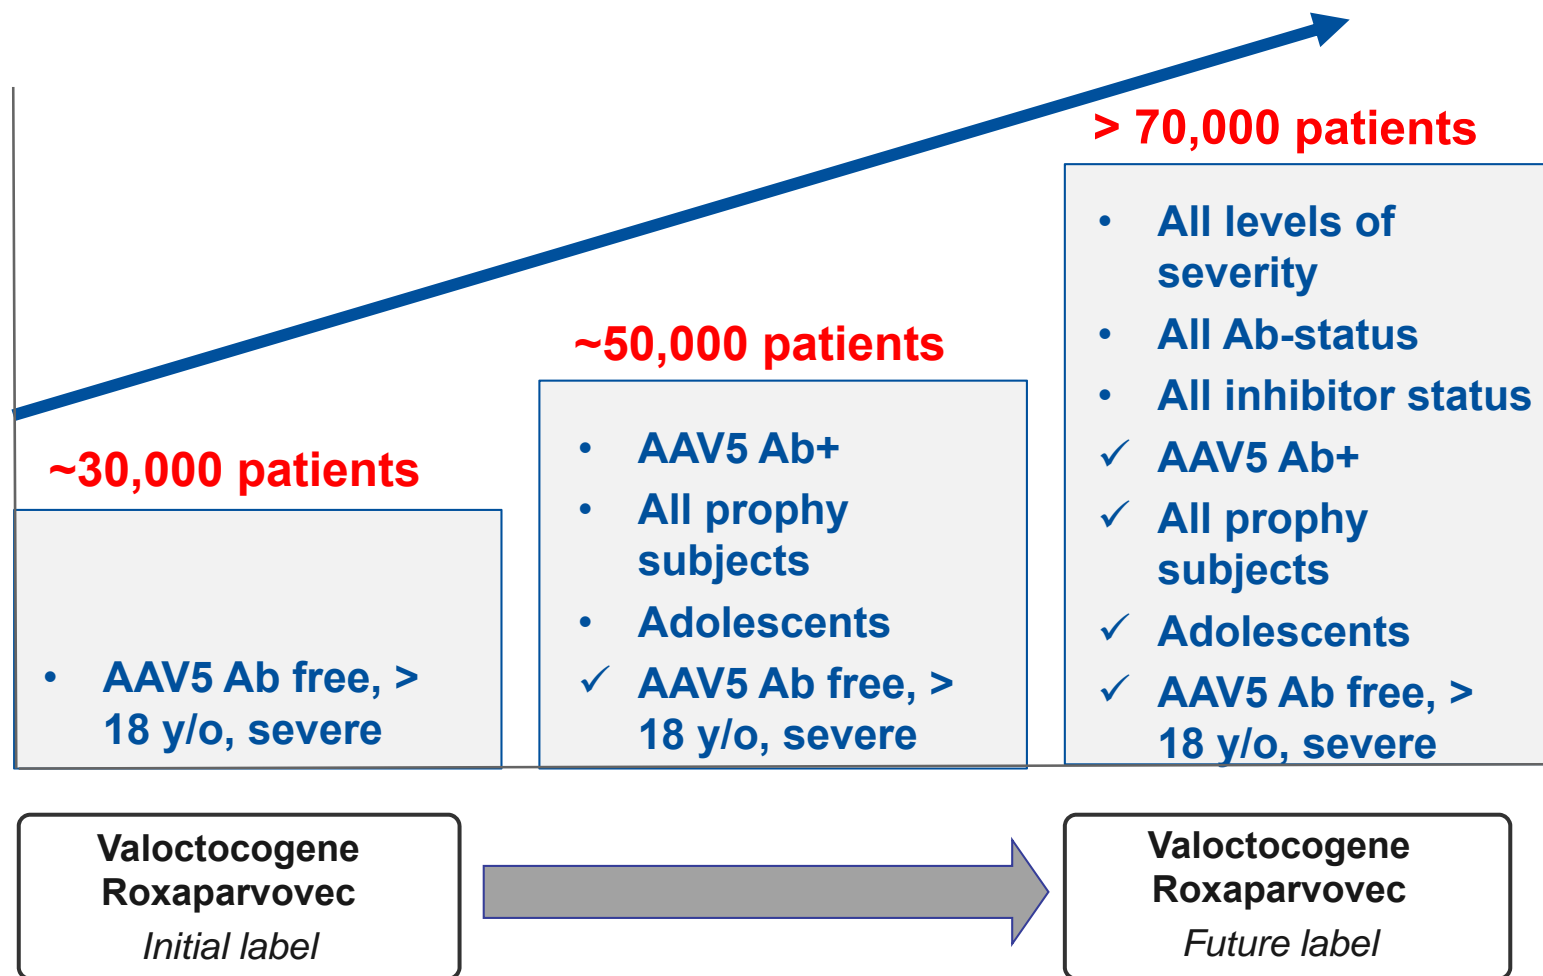 ~30,000 patients
• AAV5 Ab free, >
18 y/o, severe
~50,000 patients
• AAV5 Ab+
• All prophy
subjects
• Adolescents
✓ AAV5 Ab free, >
18 y/o, severe
> 70,000 patients
• All levels of
severity
• All Ab-status
• All inhibitor status
✓ AAV5 Ab+
✓ All prophy
subjects
✓ Adolescents
✓ AAV5 Ab free, >
18 y/o, severe
Valoctocogene
Roxaparvovec
Initial label
Valoctocogene
Roxaparvovec
Future label